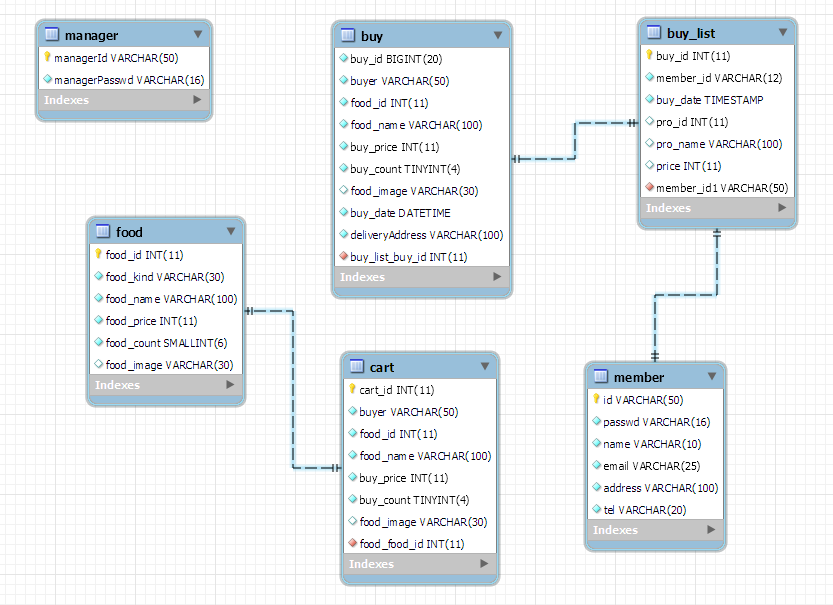 manager
managerId VARCHAR(50)
managerPasswd VARCHAR(16)
Indexes
buy
buy_id BIGINT(20)
buyer VARCHAR(50)
food_id INT(11)
food_name VARCHAR(100)
buy_price INT(11)
buy_count TINYINT(4)
food_image VARCHAR(30)
buy_date DATETIME
deliveryAddress VARCHAR(100)
buy_list_buy_id INT(11)
Indexes
buy_list
buy_id INT(11)
member_id VARCHAR(12)
buy_date TIMESTAMP
pro_id INT(11)
pro_name VARCHAR(100)
price INT(11)
member_id1 VARCHAR(50)
Indexes
food
food_id INT(11)
food_kind VARCHAR(30)
food_name VARCHAR(100)
food_price INT(11)
food_count SMALLINT(6)
food_image VARCHAR(30)
Indexes
cart
cart_id INT(11)
buyer VARCHAR(50)
food_id INT(11)
food_name VARCHAR(100)
buy_price INT(11)
buy_count TINYINT(4)
food_image VARCHAR(30)
food_food_id INT(11)
Indexes
member
id VARCHAR(50)
passwd VARCHAR(16)
name VARCHAR(10)
email VARCHAR(25)
address VARCHAR(100)
tel VARCHAR(20)
Indexes